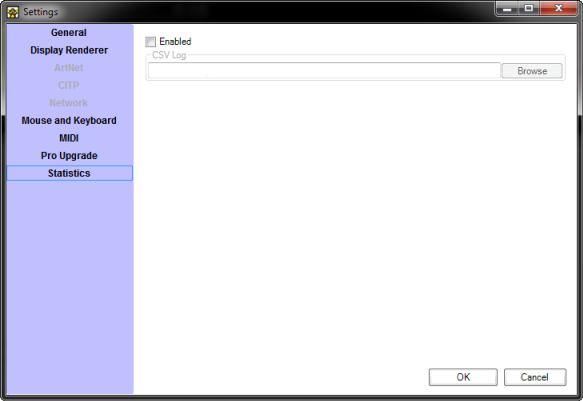 Settings
General
Display Renderer
ArtNet
CITP
Network
Mouse and Keyboard
MIDI
Pro Upgrade
Statistics
Enabled
CSV Log
Browse
OK
Cancel